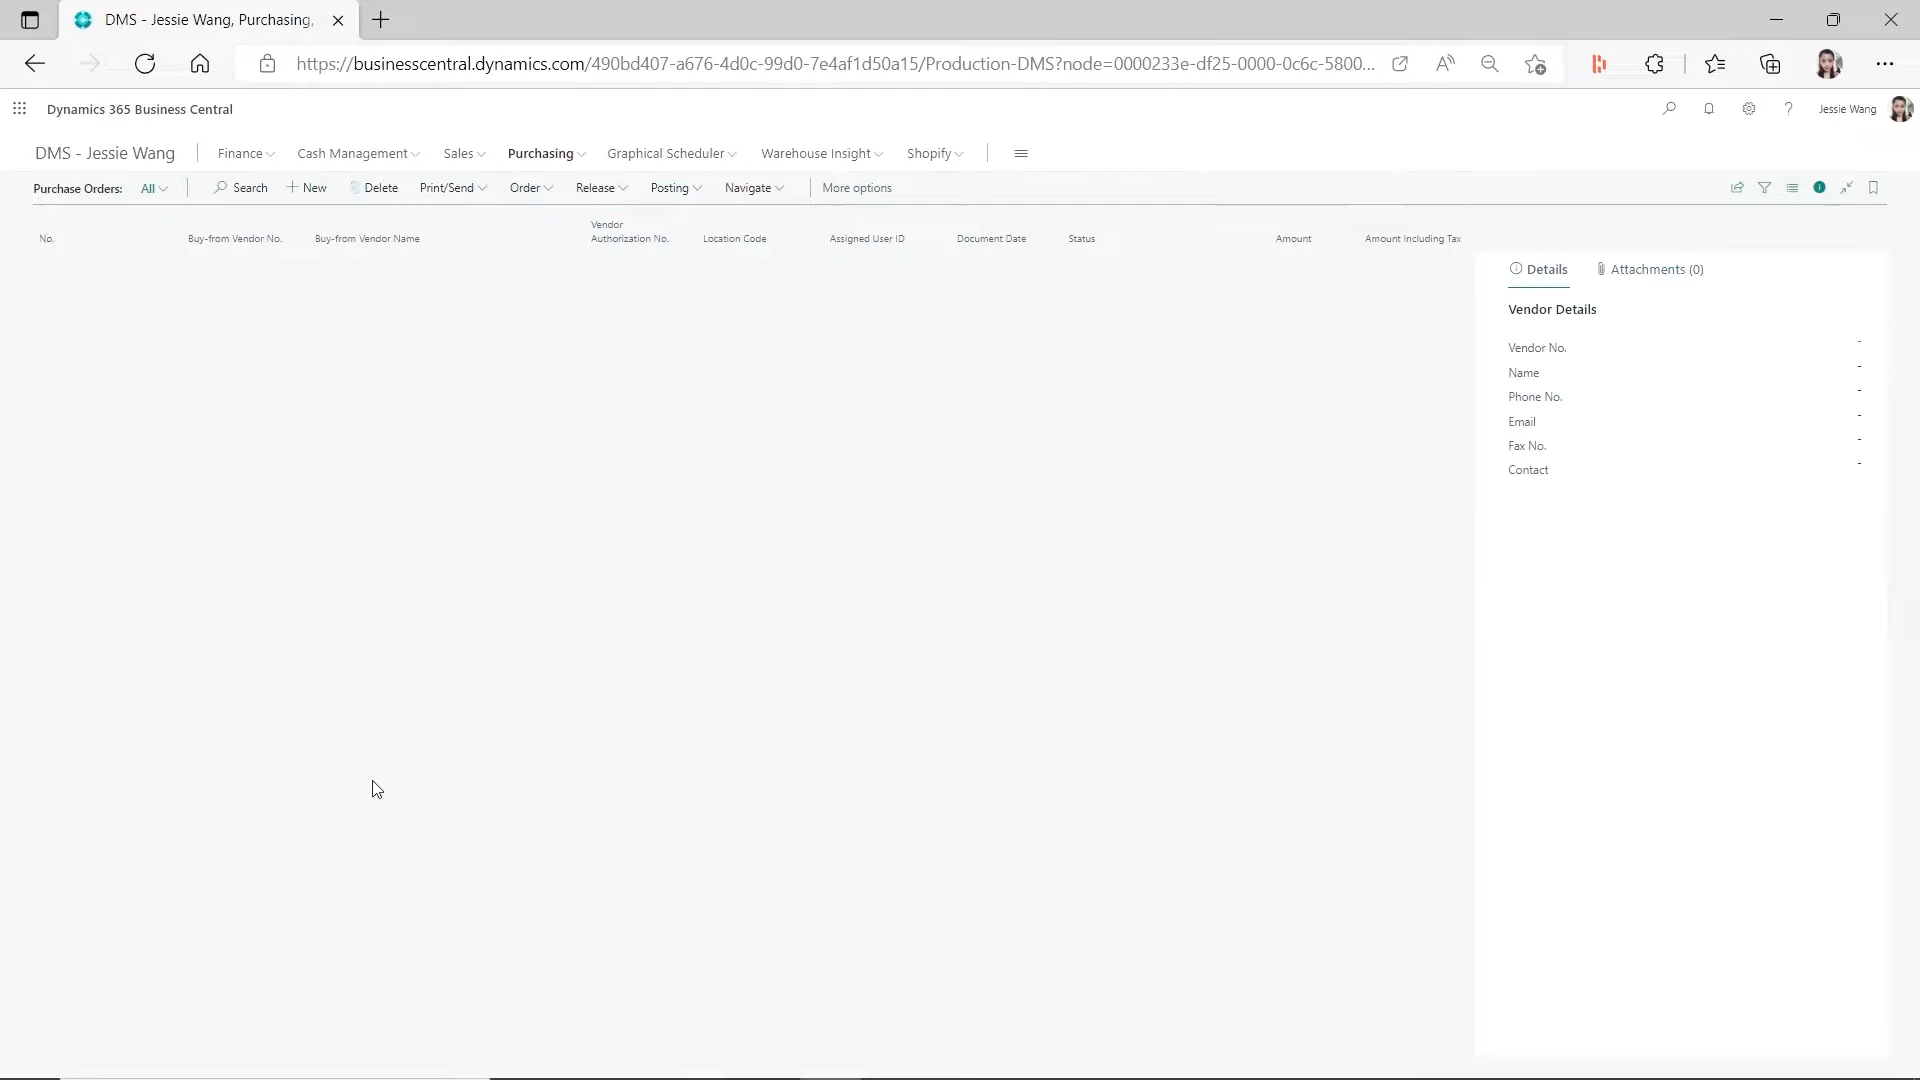 DMS - Jessie Wang, Purchasing,
https://businesscentral.dynamics.com/490bd407-a676-4d0c-99d0-7e4af1d50a15/Production-DMS?node=0000233e-df25-0000-0c6c-5800...
Dynamics 365 Business Central
Jessie Wang
DMS - Jessie Wang Finance Cash Management Sales Purchasing Graphical Scheduler Warehouse Insight Shopify
Purchase Orders: All Search New Delete Print/Send Order Release Posting Navigate More options
No. Buy-from Vendor No. Buy-from Vendor Name Vendor Authorization No. Location Code Assigned User ID Document Date Status Amount Amount Including Tax
Details Attachments (0)
Vendor Details
Vendor No. -
Name -
Phone No. -
Email -
Fax No. -
Contact -